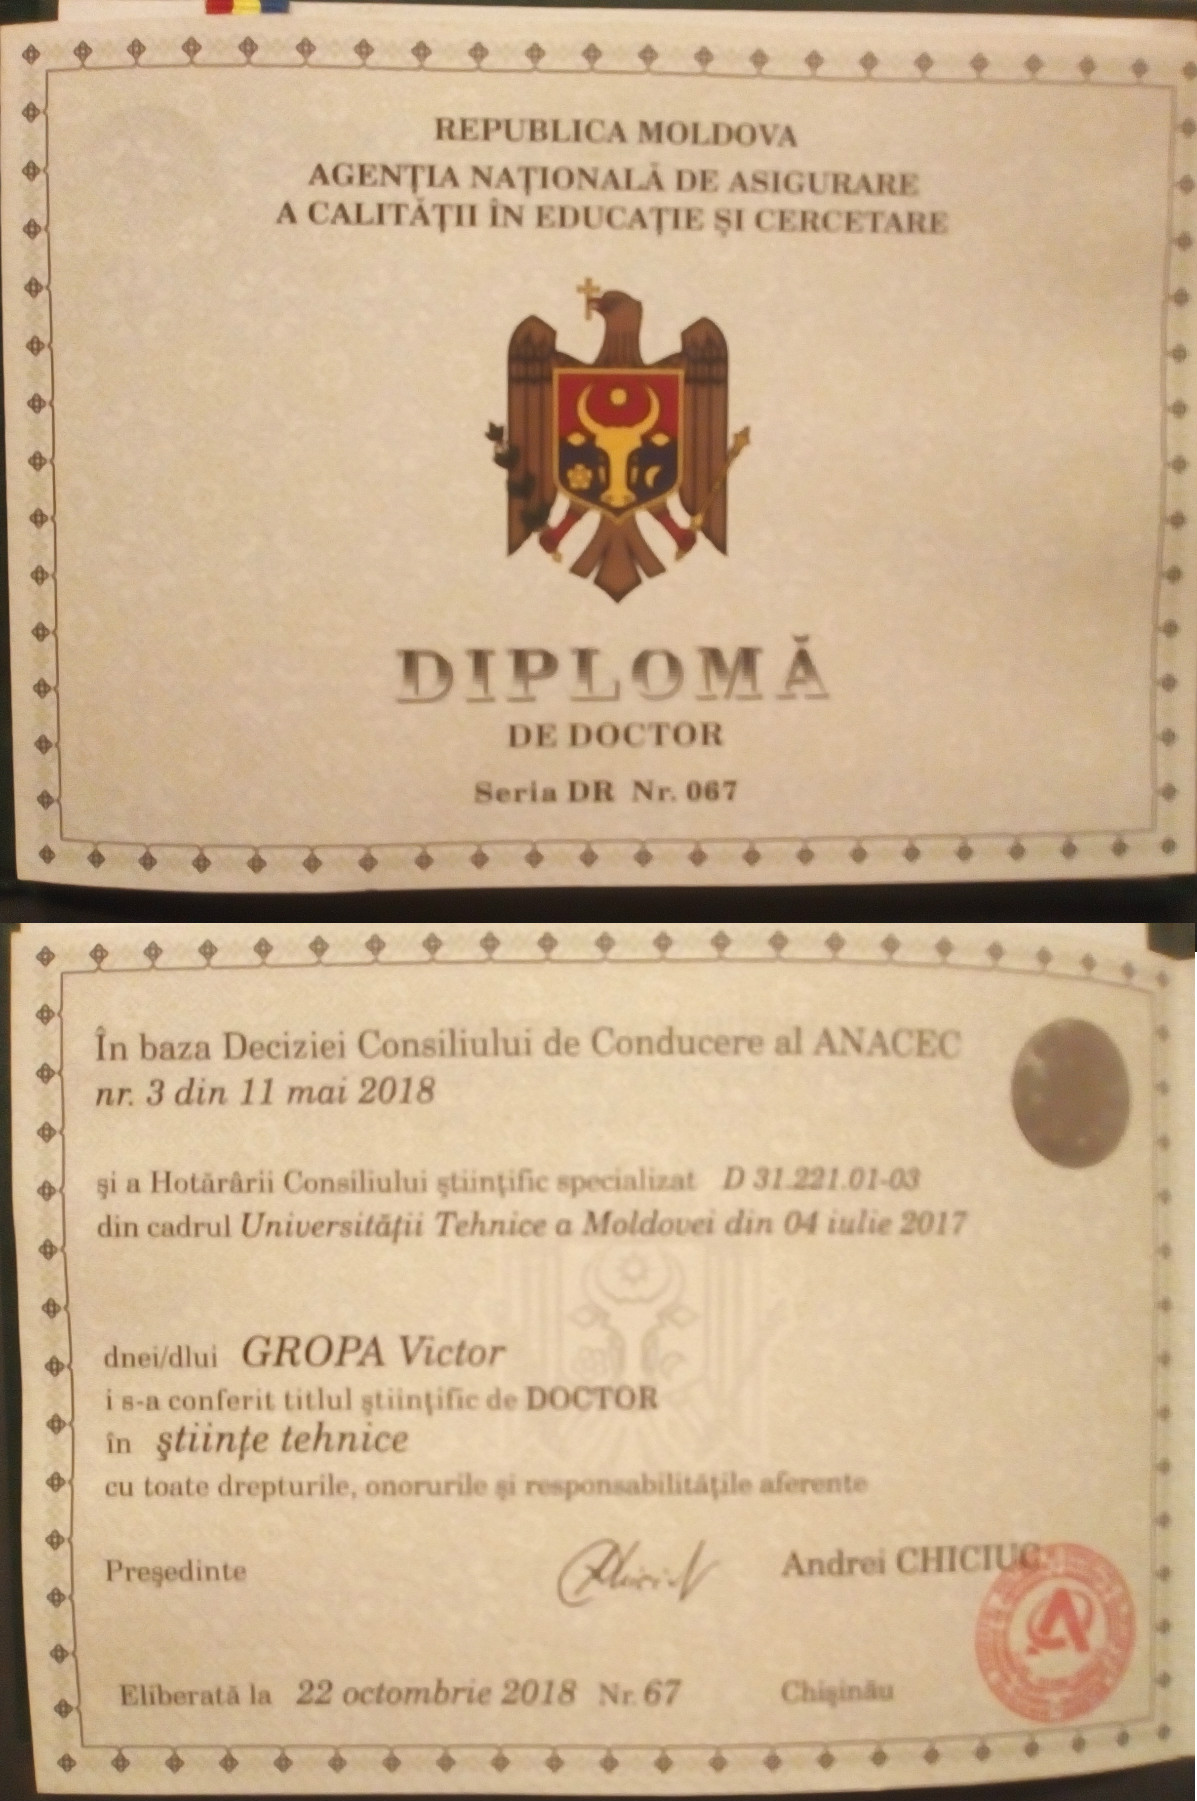 REPUBLICA MOLDOVA
AGENŢIA NAŢIONALĂ DE ASIGURARE
A CALITĂŢII ÎN EDUCAŢIE ŞI CERCETARE
DIPLOMĂ
DE DOCTOR
Seria DR Nr. 067
În baza Deciziei Consiliului de Conducere al ANACEC
nr. 3 din 11 mai 2018
şi a Hotărârii Consiliului ştiinţific specializat D 31.221.01-03
din cadrul Universităţii Tehnice a Moldovei din 04 iulie 2017
dnei/dlui GROPA Victor
i s-a conferit titlul ştiinţific de DOCTOR
în ştiinţe tehnice
cu toate drepturile, onorurile şi responsabilităţile aferente
Preşedinte Andrei CHICIUC
Eliberată la 22 octombrie 2018 Nr. 67 Chişinău